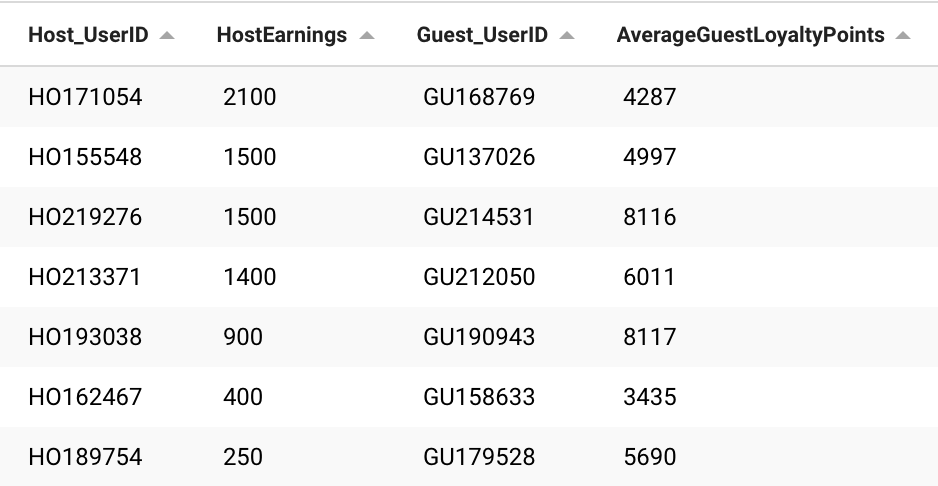 Host_UserID HostEarnings Guest_UserID AverageGuestLoyaltyPoints
HO171054 2100 GU168769 4287
HO155548 1500 GU137026 4997
HO219276 1500 GU214531 8116
HO213371 1400 GU212050 6011
HO193038 900 GU190943 8117
HO162467 400 GU158633 3435
HO189754 250 GU179528 5690